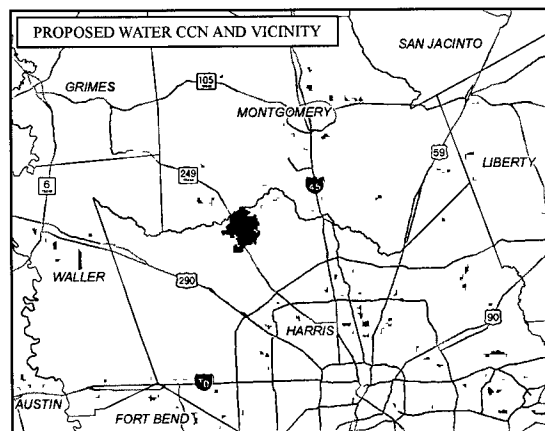 PROPOSED WATER CCN AND VICINITY
SAN JACINTO
GRIMES
105
MONTGOMERY
59
LIBERTY
249
6
45
WALLER
290
90
HARRIS
10
AUSTIN
FORT BEND